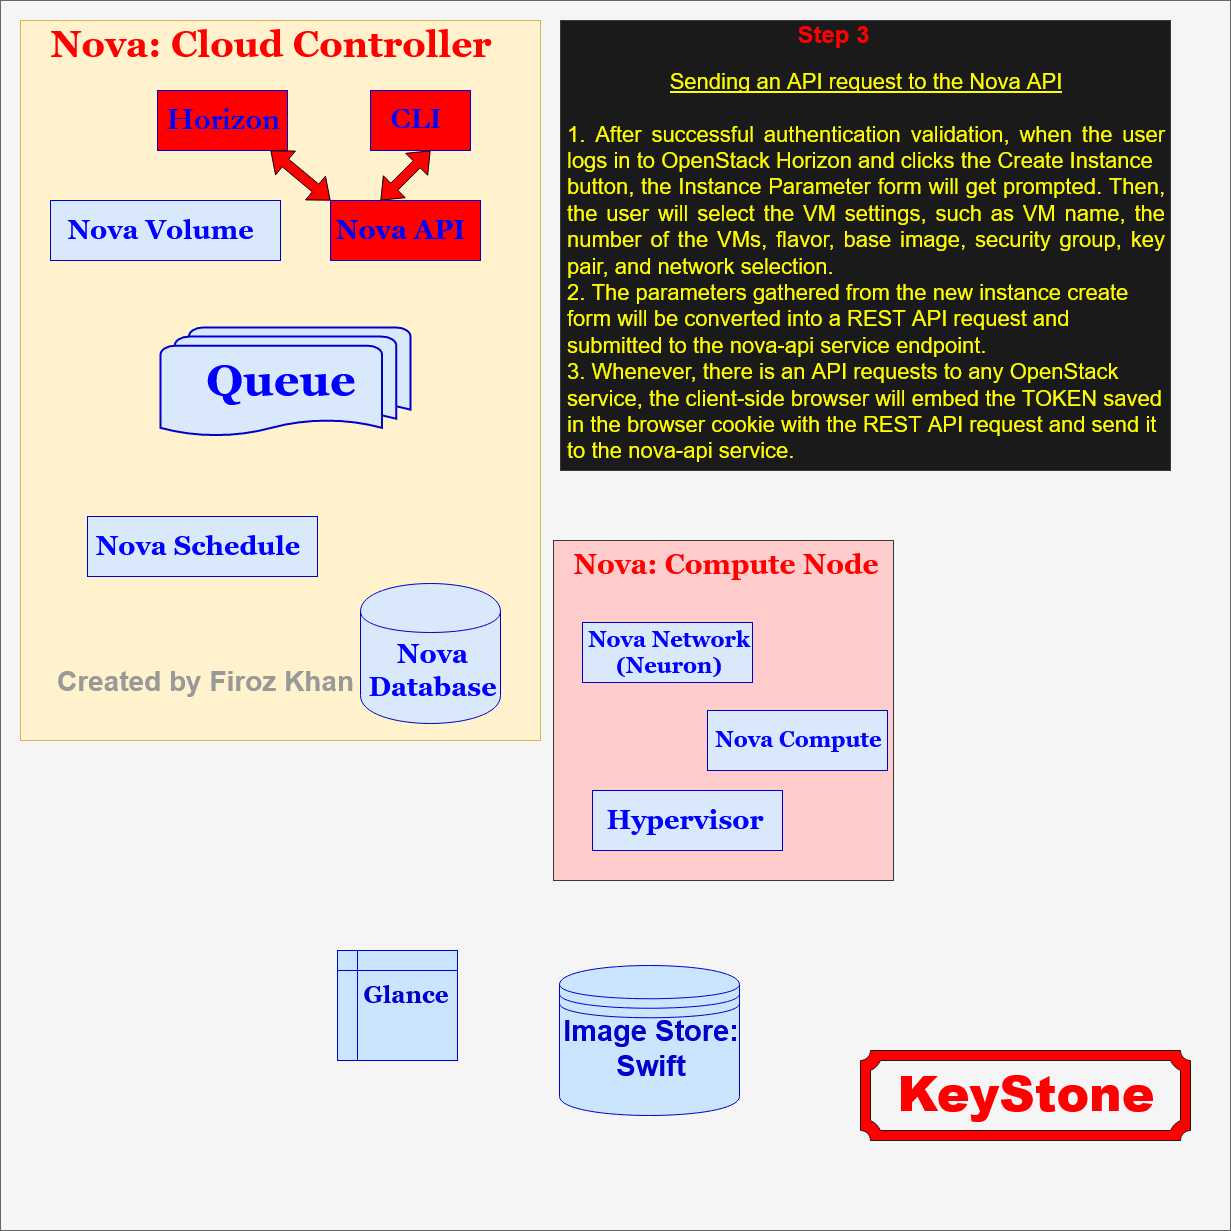 Nova: Cloud Controller
Horizon
CLI
Nova Volume
Nova API
Queue
Nova Schedule
Nova
Database
Created by Firoz Khan
Step 3
Sending an API request to the Nova API
1. After successful authentication validation, when the user
logs in to OpenStack Horizon and clicks the Create Instance
button, the Instance Parameter form will get prompted. Then,
the user will select the VM settings, such as VM name, the
number of the VMs, flavor, base image, security group, key
pair, and network selection.
2. The parameters gathered from the new instance create
form will be converted into a REST API request and
submitted to the nova-api service endpoint.
3. Whenever, there is an API requests to any OpenStack
service, the client-side browser will embed the TOKEN saved
in the browser cookie with the REST API request and send it
to the nova-api service.
Nova: Compute Node
Nova Network
(Neuron)
Nova Compute
Hypervisor
Glance
Image Store:
Swift
KeyStone